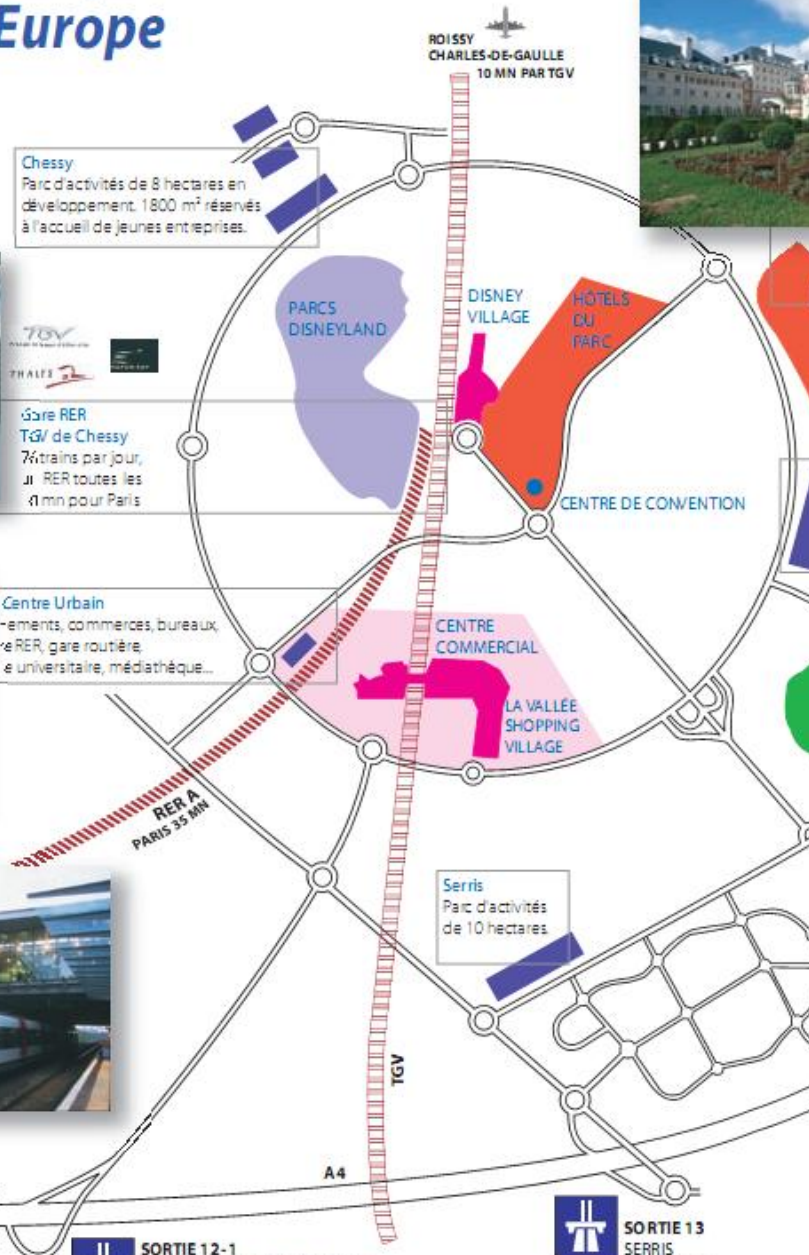 Europe
ROISSY
CHARLES-DE-GAULLE
10 MN PAR TGV
Chessy
Parc d'activités de 8 hectares en
développement. 1800 m² réservés
à l'accueil de jeunes entreprises.
PARCS
DISNEYLAND
DISNEY
VILLAGE
HÔTELS
DU
PARC
TGV
THALYS
Gare RER
TGV de Chessy
trains par jour,
RER toutes les
mn pour Paris
CENTRE DE CONVENTION
Centre Urbain
ements, commerces, bureaux,
e RER, gare routière,
e universitaire, médiathèque...
CENTRE
COMMERCIAL
LA VALLÉE
SHOPPING
VILLAGE
RER A
PARIS 35 MN
Serris
Parc d'activités
de 10 hectares.
TGV
A4
SORTIE 12-1
SORTIE 13
SERRIS